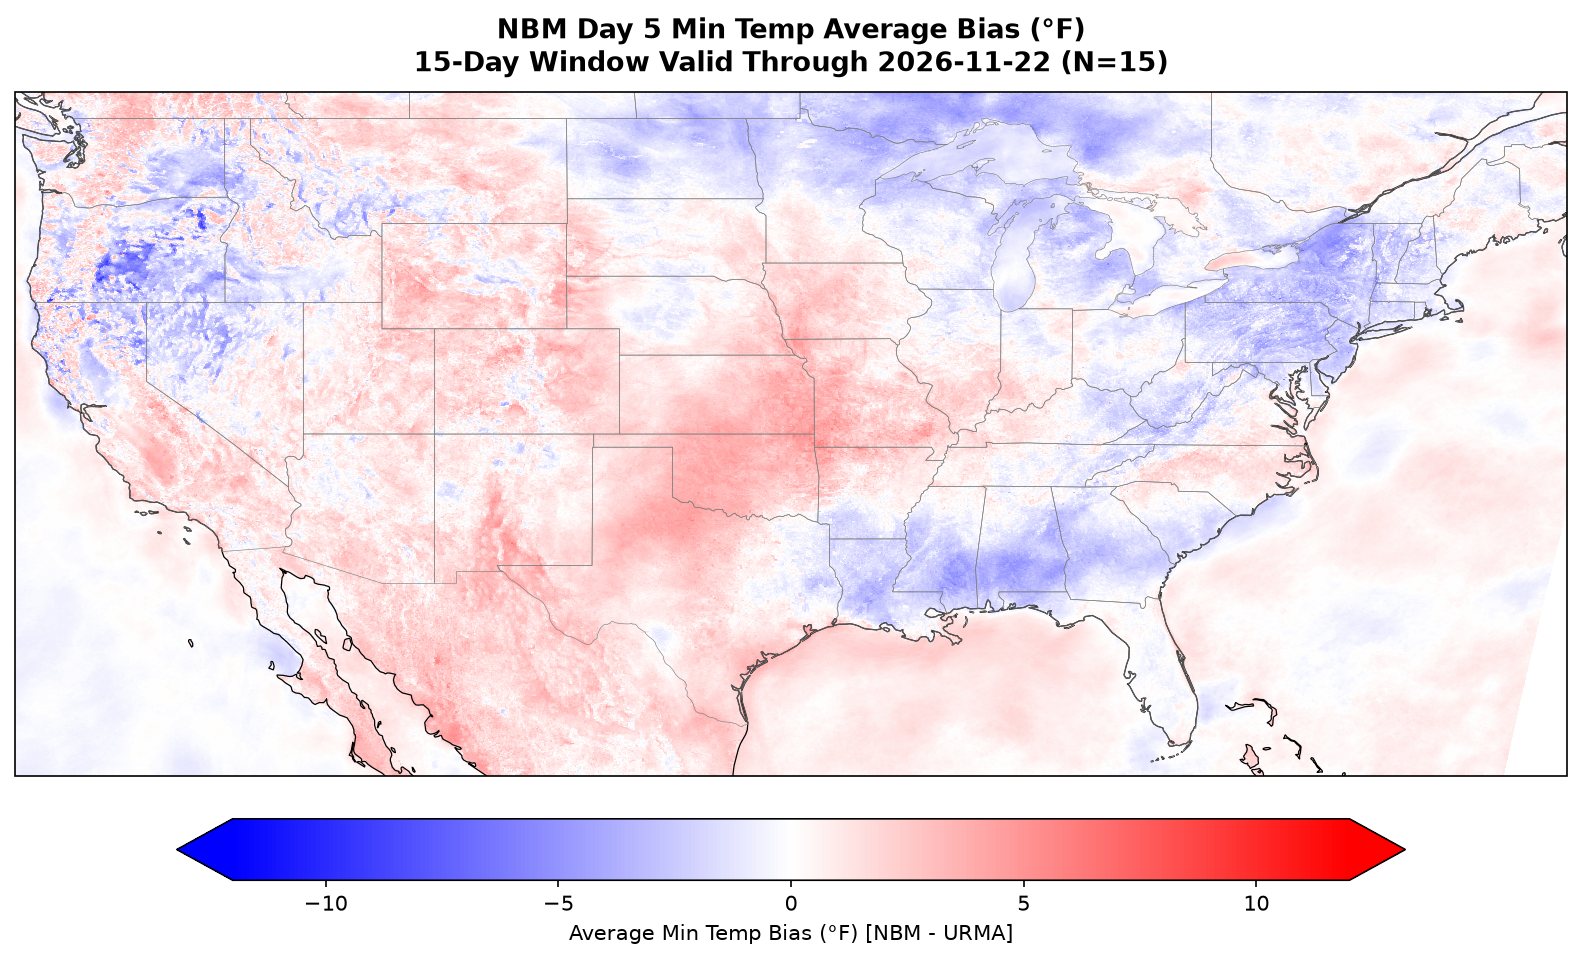 NBM Day 5 Min Temp Average Bias (°F)
15-Day Window Valid Through 2026-11-22 (N=15)
−10 −5 0 5 10
Average Min Temp Bias (°F) [NBM - URMA]